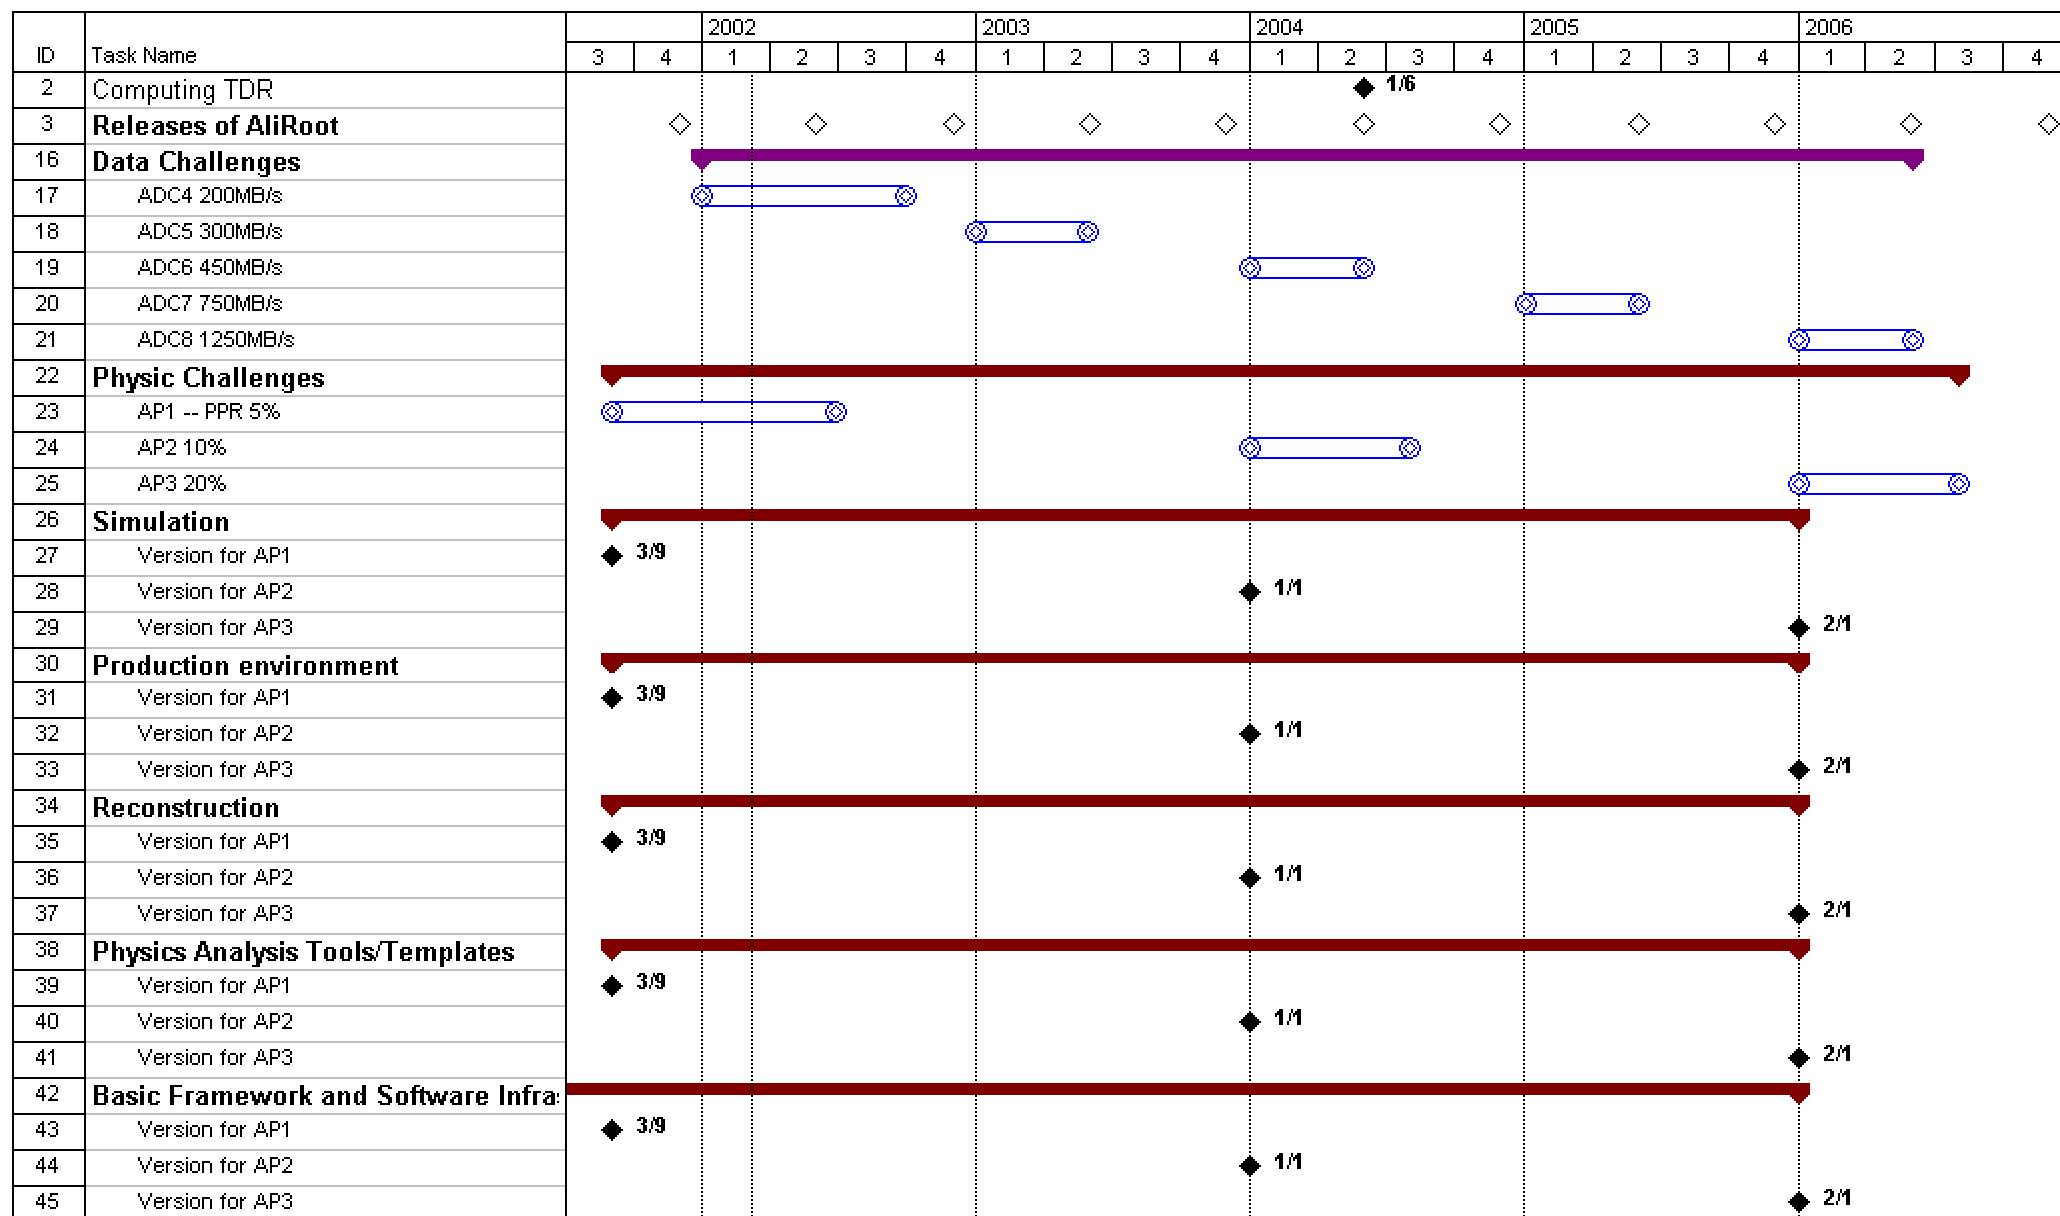 2002 2003 2004 2005 2006
ID Task Name 3 4 1 2 3 4 1 2 3 4 1 2 3 4 1 2 3 4 1 2 3 4
2 Computing TDR 1/6
3 Releases of AliRoot
16 Data Challenges
17 ADC4 200MB/s
18 ADC5 300MB/s
19 ADC6 450MB/s
20 ADC7 750MB/s
21 ADC8 1250MB/s
22 Physic Challenges
23 AP1 -- PPR 5%
24 AP2 10%
25 AP3 20%
26 Simulation
27 Version for AP1 3/9
28 Version for AP2 1/1
29 Version for AP3 2/1
30 Production environment
31 Version for AP1 3/9
32 Version for AP2 1/1
33 Version for AP3 2/1
34 Reconstruction
35 Version for AP1 3/9
36 Version for AP2 1/1
37 Version for AP3 2/1
38 Physics Analysis Tools/Templates
39 Version for AP1 3/9
40 Version for AP2 1/1
41 Version for AP3 2/1
42 Basic Framework and Software Infra
43 Version for AP1 3/9
44 Version for AP2 1/1
45 Version for AP3 2/1